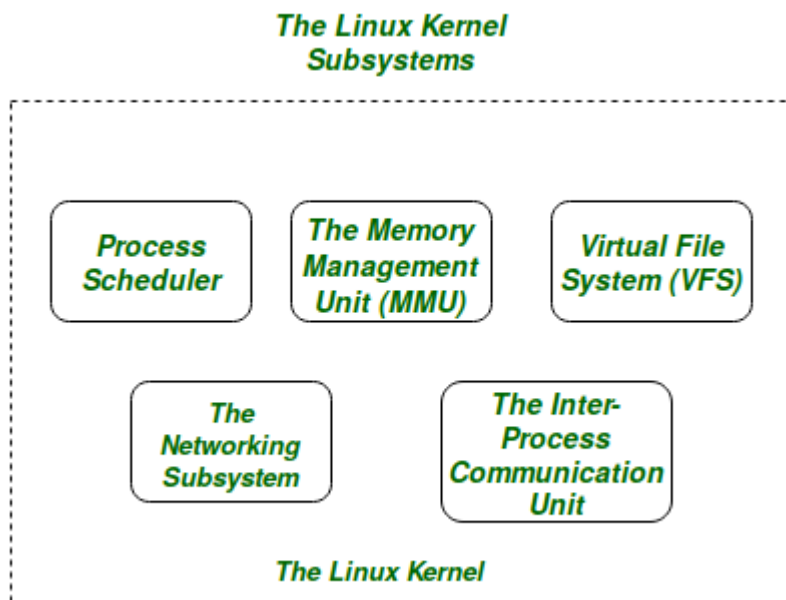 The Linux Kernel
Subsystems
Process
Scheduler
The Memory
Management
Unit (MMU)
Virtual File
System (VFS)
The
Networking
Subsystem
The Inter-
Process
Communication
Unit
The Linux Kernel